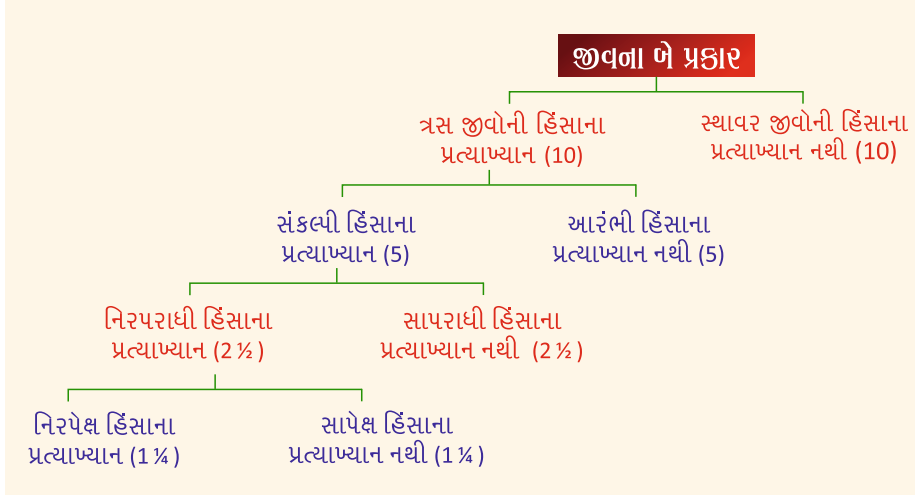 જીવના બે પ્રકાર
ત્રસ જીવોની હિંસાના
પ્રત્યાખ્યાન (10)
સ્થાવર જીવોની હિંસાના
પ્રત્યાખ્યાન નથી (10)
સંકલ્પી હિંસાના
પ્રત્યાખ્યાન (5)
આરંભી હિંસાના
પ્રત્યાખ્યાન નથી (5)
નિરપરાધી હિંસાના
પ્રત્યાખ્યાન (2 ½ )
સાપરાધી હિંસાના
પ્રત્યાખ્યાન નથી (2 ½ )
નિરપેક્ષ હિંસાના
પ્રત્યાખ્યાન (1 ¼ )
સાપેક્ષ હિંસાના
પ્રત્યાખ્યાન નથી (1 ¼ )